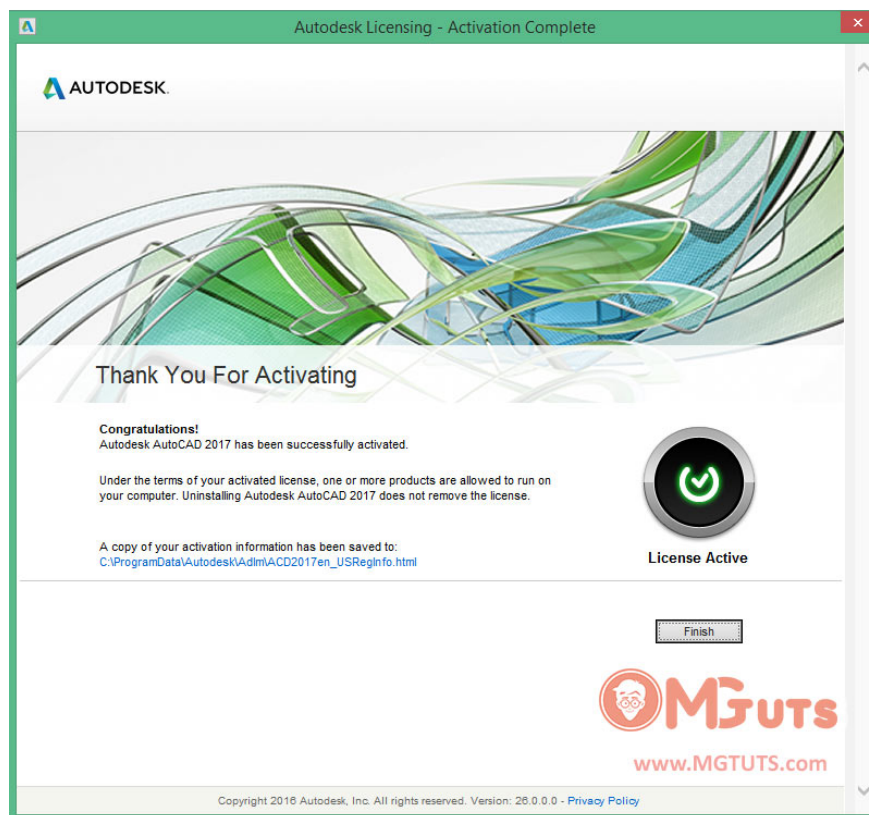 Autodesk Licensing - Activation Complete
AUTODESK.
Thank You For Activating
Congratulations!
Autodesk AutoCAD 2017 has been successfully activated.
Under the terms of your activated license, one or more products are allowed to run on
your computer. Uninstalling Autodesk AutoCAD 2017 does not remove the license.
A copy of your activation information has been saved to:
C:\ProgramData\Autodesk\Adlm\ACD2017en_USRegInfo.html
License Active
Finish
MGTUTS
www.MGTUTS.com
Copyright 2016 Autodesk, Inc. All rights reserved. Version: 26.0.0.0 - Privacy Policy